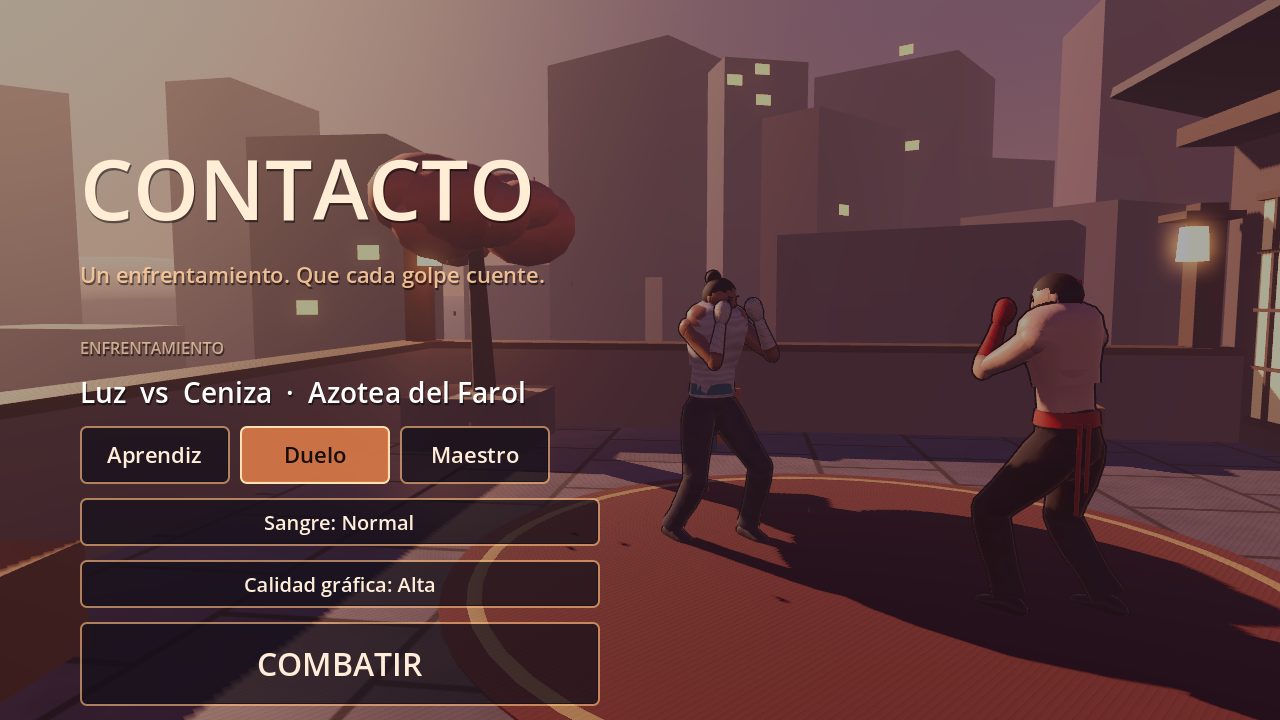 CONTACTO
Un enfrentamiento. Que cada golpe cuente.
ENFRENTAMIENTO
Luz vs Ceniza · Azotea del Farol
Aprendiz Duelo Maestro
Sangre: Normal
Calidad gráfica: Alta
COMBATIR